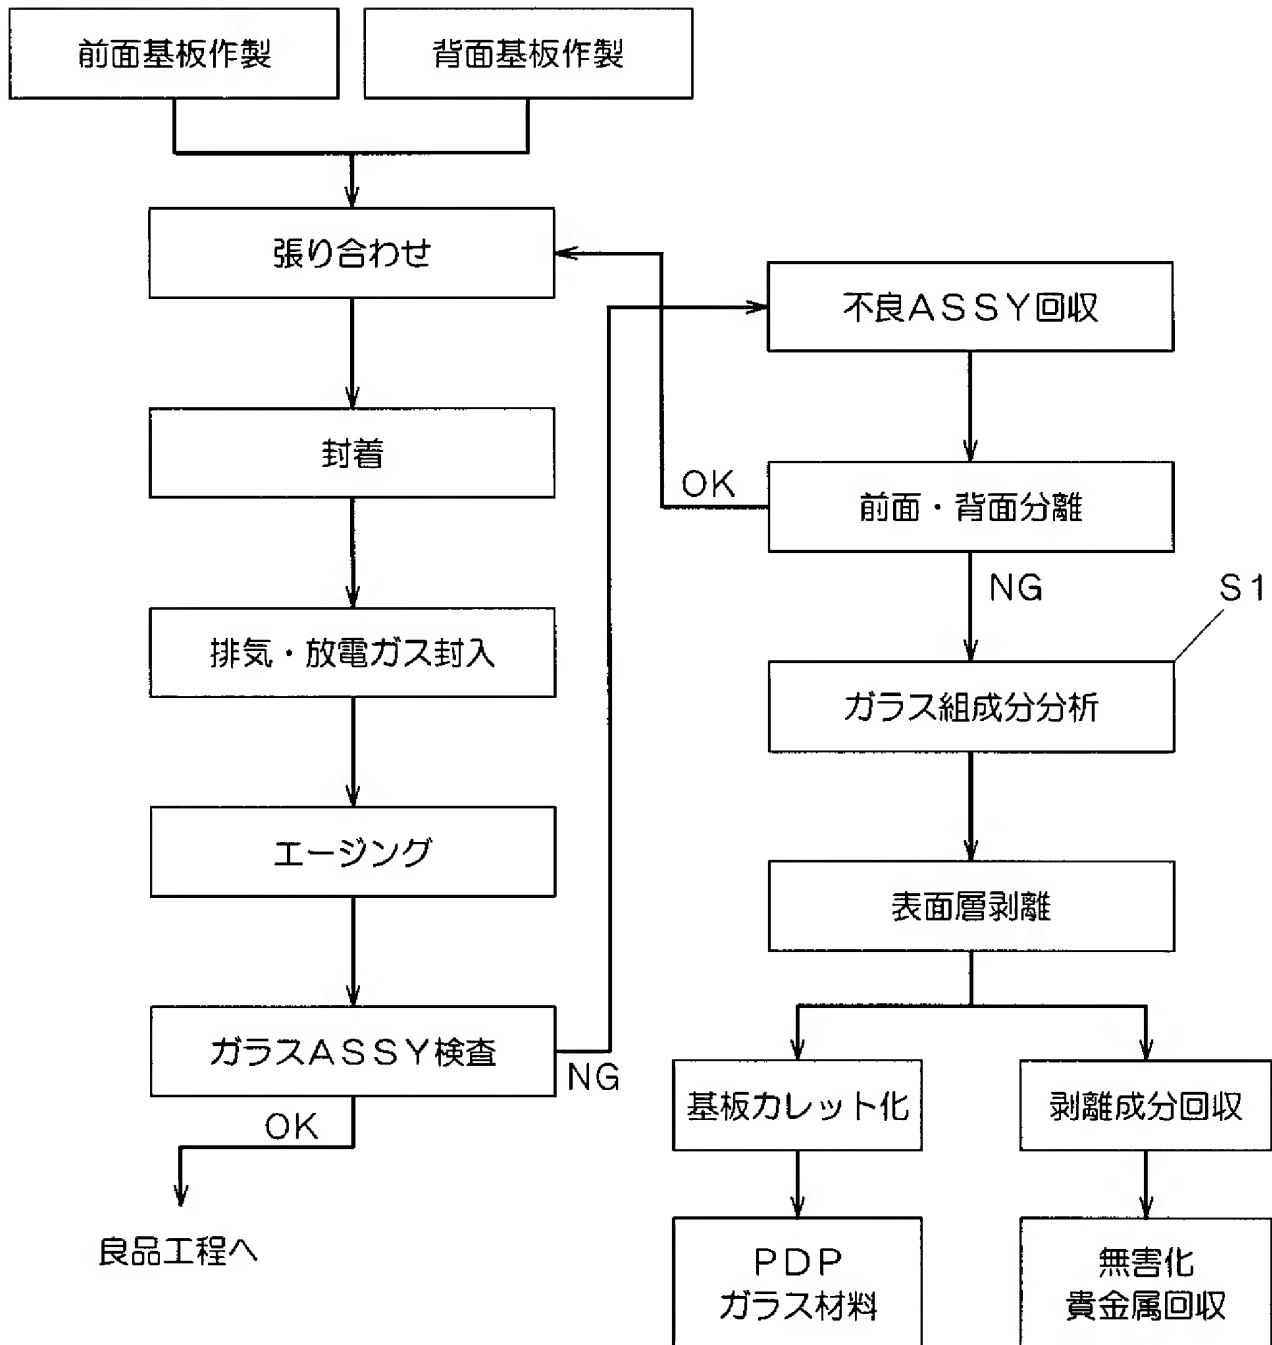 前面基板作製
背面基板作製
張り合わせ
不良ASSY回収
封着
OK
前面・背面分離
NG
S1
排気・放電ガス封入
ガラス組成分分析
エージング
表面層剥離
ガラスASSY検査
NG
OK
基板カレット化
剥離成分回収
良品工程へ
PDP
ガラス材料
無害化
貴金属回収